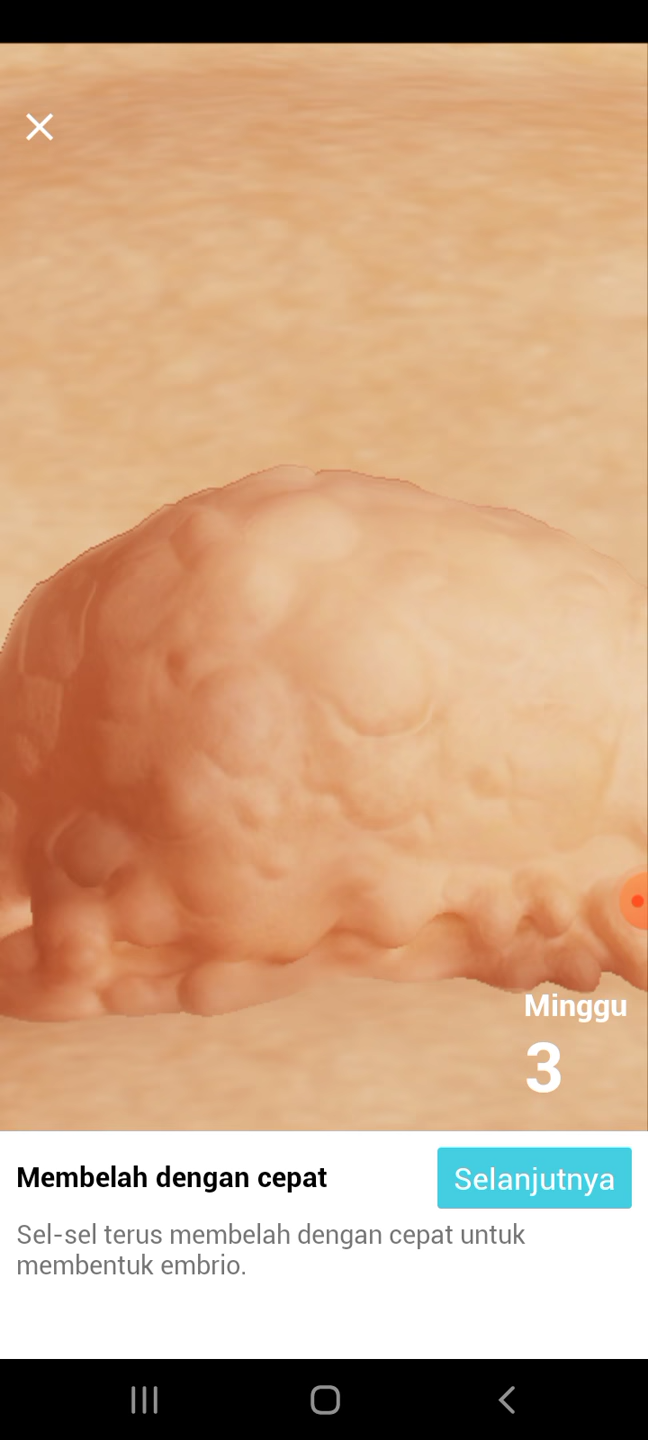 Minggu
3
Membelah dengan cepat
Selanjutnya
Sel-sel terus membelah dengan cepat untuk
membentuk embrio.